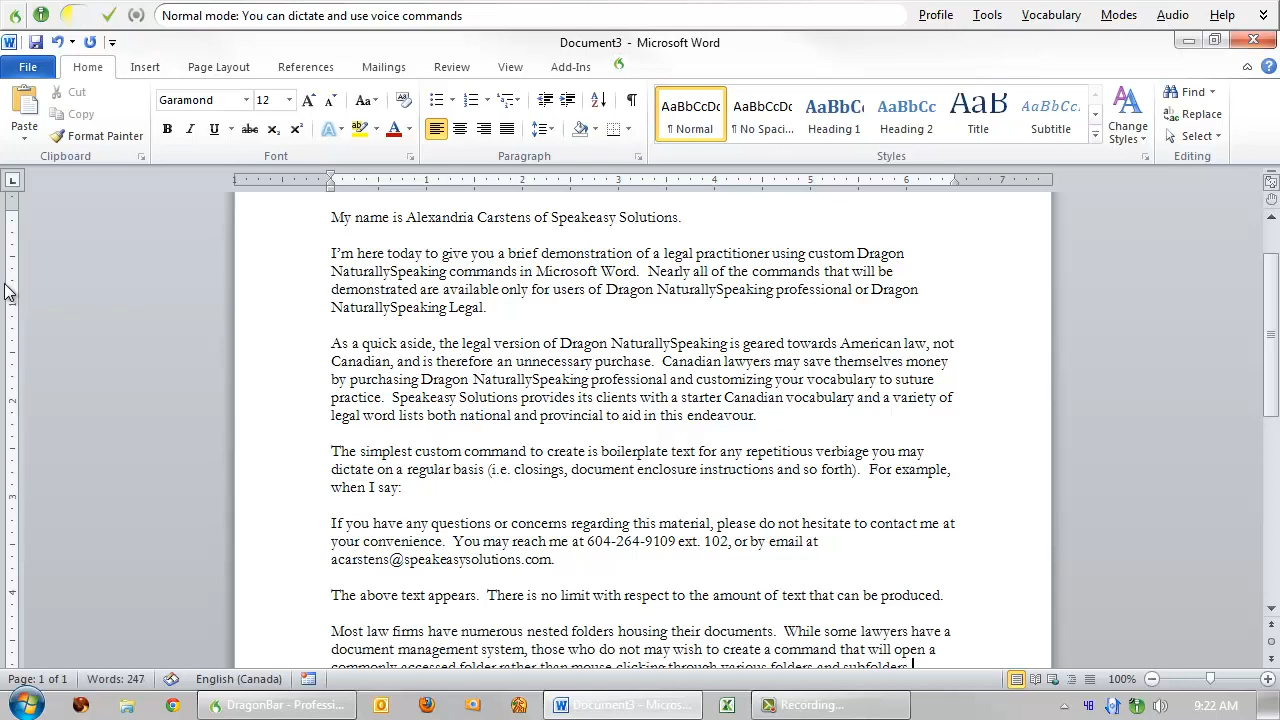 Normal mode: You can dictate and use voice commands
Profile Tools Vocabulary Modes Audio Help
Document3 - Microsoft Word
File Home Insert Page Layout References Mailings Review View Add-Ins
Paste
Cut
Copy
Format Painter
Clipboard
Garamond 12
Font
Paragraph
AaBbCcDc AaBbCcDc AaBbC AaBbCc AaB AaBbCc.
¶ Normal ¶ No Spaci... Heading 1 Heading 2 Title Subtitle
Styles
Change Styles
Find
Replace
Select
Editing
1 1 2 3 4 5 6 7
My name is Alexandria Carstens of Speakeasy Solutions.
I'm here today to give you a brief demonstration of a legal practitioner using custom Dragon
NaturallySpeaking commands in Microsoft Word. Nearly all of the commands that will be
demonstrated are available only for users of Dragon NaturallySpeaking professional or Dragon
NaturallySpeaking Legal.
As a quick aside, the legal version of Dragon NaturallySpeaking is geared towards American law, not
Canadian, and is therefore an unnecessary purchase. Canadian lawyers may save themselves money
by purchasing Dragon NaturallySpeaking professional and customizing your vocabulary to suture
practice. Speakeasy Solutions provides its clients with a starter Canadian vocabulary and a variety of
legal word lists both national and provincial to aid in this endeavour.
The simplest custom command to create is boilerplate text for any repetitious verbiage you may
dictate on a regular basis (i.e. closings, document enclosure instructions and so forth). For example,
when I say:
If you have any questions or concerns regarding this material, please do not hesitate to contact me at
your convenience. You may reach me at 604-264-9109 ext. 102, or by email at
acarstens@speakeasysolutions.com.
The above text appears. There is no limit with respect to the amount of text that can be produced.
Most law firms have numerous nested folders housing their documents. While some lawyers have a
document management system, those who do not may wish to create a command that will open a
commonly accessed folder rather than mouse-clicking through various folders and subfolders.
Page: 1 of 1 Words: 247 English (Canada) 100%
DragonBar - Professi... Document3 - Micros... Recording... 48 9:22 AM